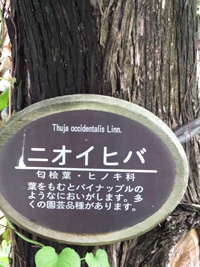 Thuja occidentalis Linn.
ニオイヒバ
匂桧葉・ヒノキ科
葉をもむとパイナップルの
ようなにおいがします。多
くの園芸品種があります。